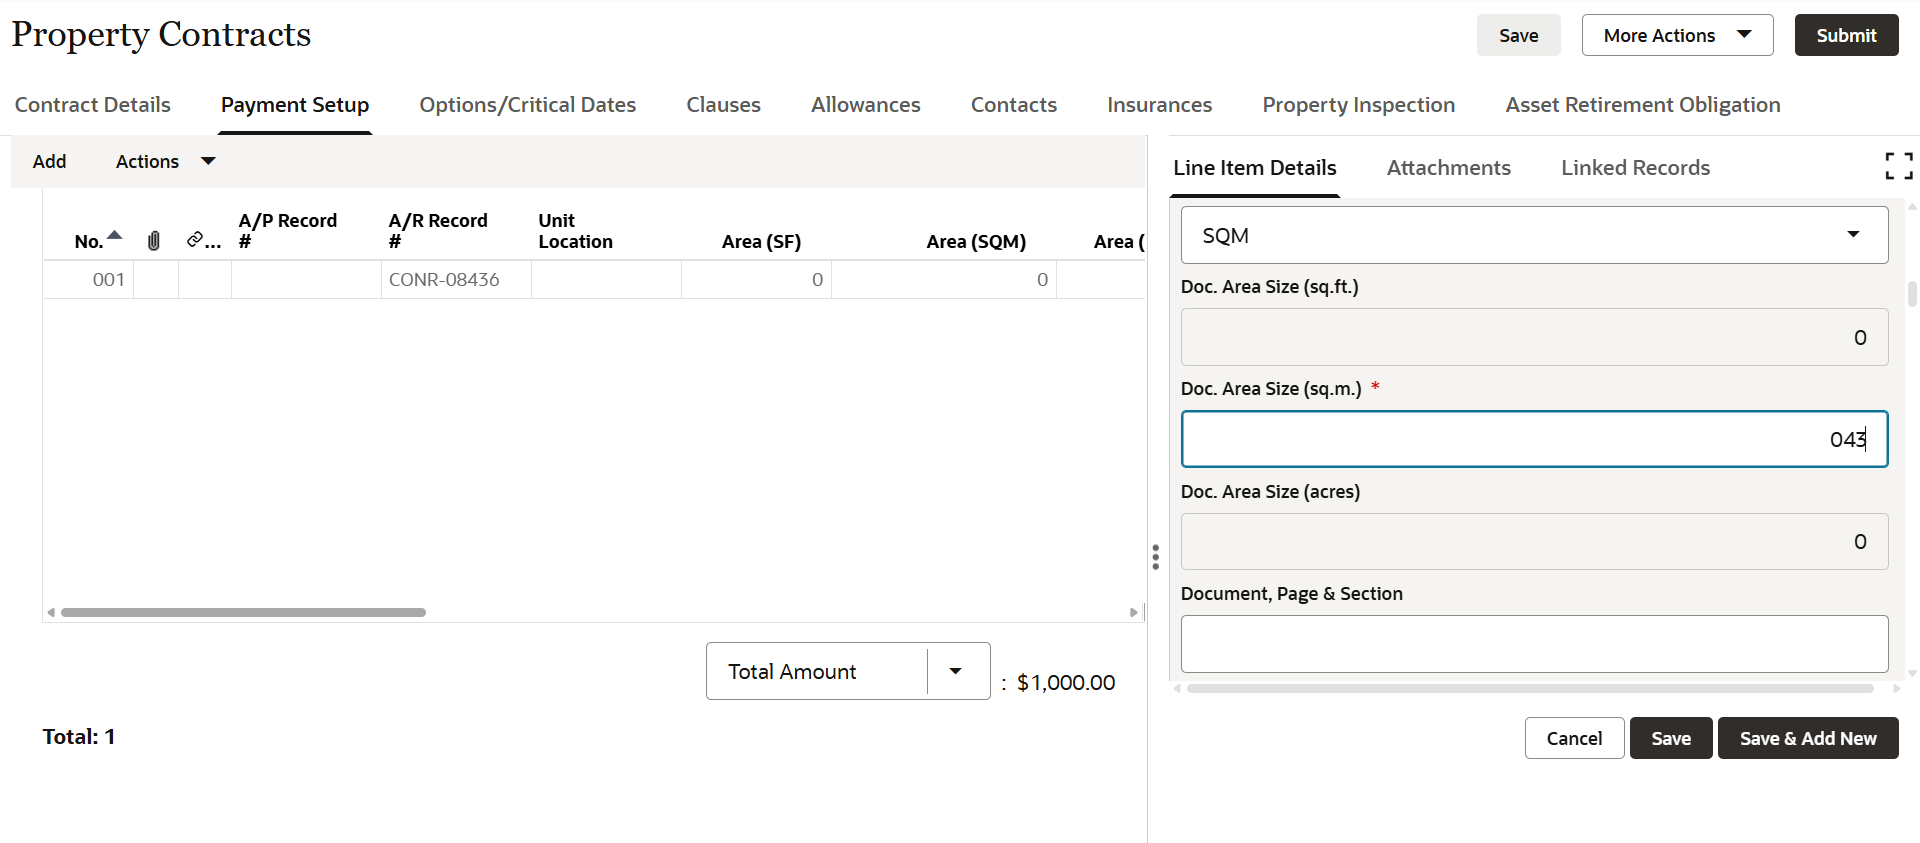 Property Contracts
Save
More Actions
Submit
Contract Details
Payment Setup
Options/Critical Dates
Clauses
Allowances
Contacts
Insurances
Property Inspection
Asset Retirement Obligation
Add
Actions
No.
...
A/P Record
#
A/R Record
#
Unit
Location
Area (SF)
Area (SQM)
Area (
001
CONR-08436
0
0
Total Amount
: $1,000.00
Total: 1
Line Item Details
Attachments
Linked Records
SQM
Doc. Area Size (sq.ft.)
0
Doc. Area Size (sq.m.) *
043
Doc. Area Size (acres)
0
Document, Page & Section
Cancel
Save
Save & Add New